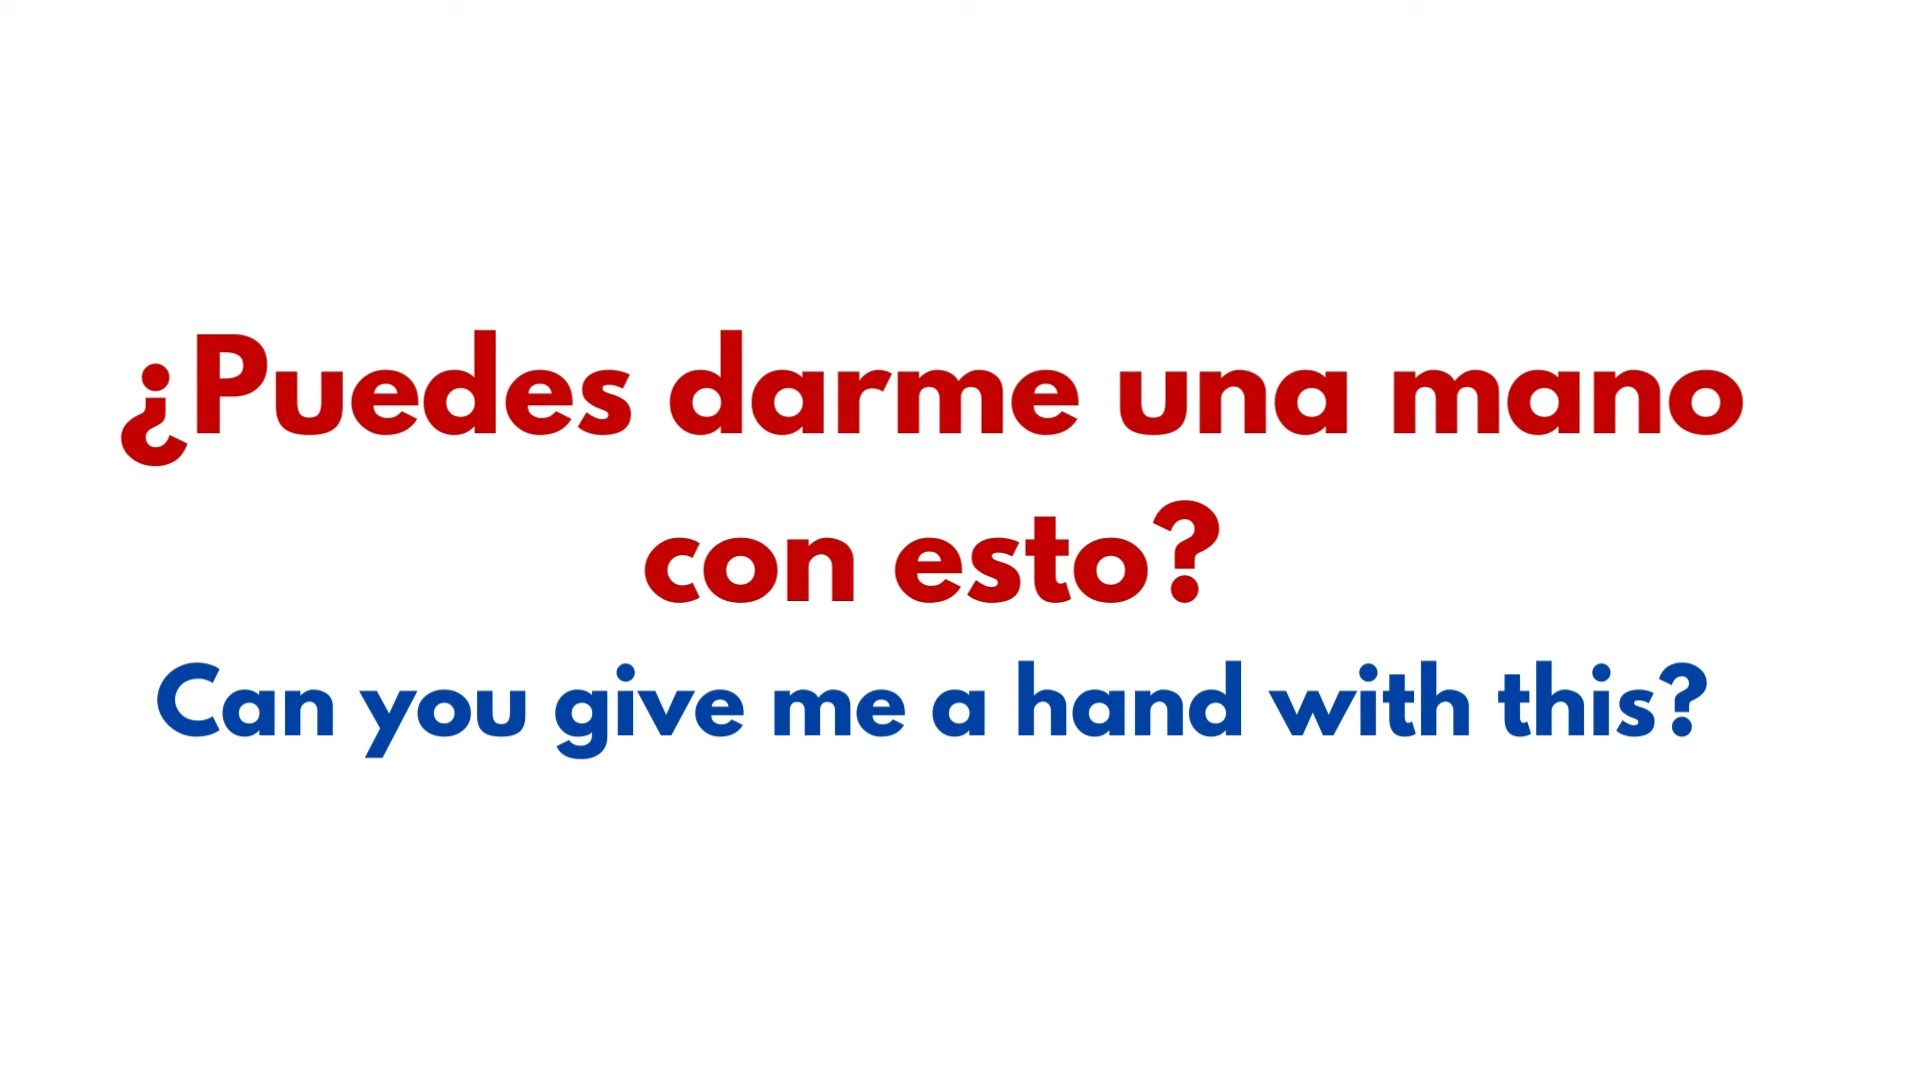 ¿Puedes darme una mano
con esto?
Can you give me a hand with this?